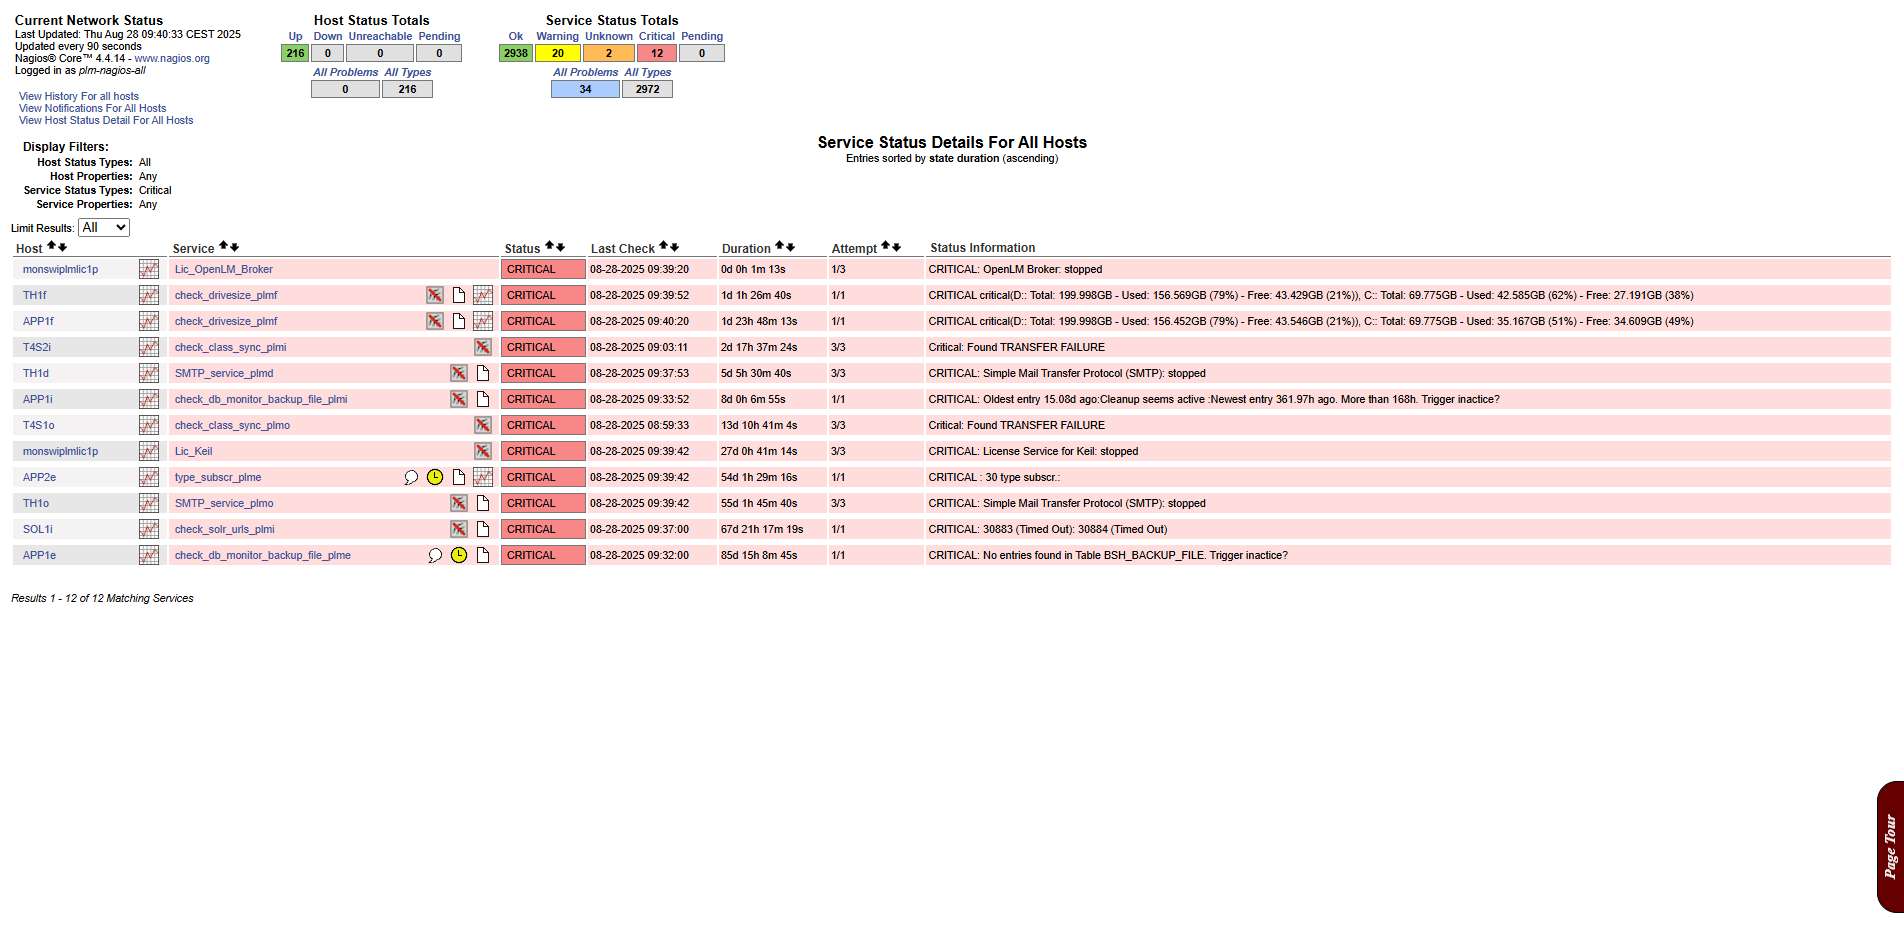 Current Network Status
Last Updated: Thu Aug 28 09:40:33 CEST 2025
Updated every 90 seconds
Nagios® Core™ 4.4.14 - www.nagios.org
Logged in as plm-nagios-all
View History For all hosts
View Notifications For All Hosts
View Host Status Detail For All Hosts
Host Status Totals
Up Down Unreachable Pending
216 0 0 0
All Problems All Types
0 216
Service Status Totals
Ok Warning Unknown Critical Pending
2938 20 2 12 0
All Problems All Types
34 2972
Display Filters:
Host Status Types: All
Host Properties: Any
Service Status Types: Critical
Service Properties: Any
Service Status Details For All Hosts
Entries sorted by state duration (ascending)
Limit Results: All
Host Service Status Last Check Duration Attempt Status Information
monswiplmlic1p Lic_OpenLM_Broker CRITICAL 08-28-2025 09:39:20 0d 0h 1m 13s 1/3 CRITICAL: OpenLM Broker: stopped
TH1f check_drivesize_plmf CRITICAL 08-28-2025 09:39:52 1d 1h 26m 40s 1/1 CRITICAL critical(D:: Total: 199.998GB - Used: 156.569GB (79%) - Free: 43.429GB (21%)), C:: Total: 69.775GB - Used: 42.585GB (62%) - Free: 27.191GB (38%)
APP1f check_drivesize_plmf CRITICAL 08-28-2025 09:40:20 1d 23h 48m 13s 1/1 CRITICAL critical(D:: Total: 199.998GB - Used: 156.452GB (79%) - Free: 43.546GB (21%)), C:: Total: 69.775GB - Used: 35.167GB (51%) - Free: 34.609GB (49%)
T4S2i check_class_sync_plmi CRITICAL 08-28-2025 09:03:11 2d 17h 37m 24s 3/3 Critical: Found TRANSFER FAILURE
TH1d SMTP_service_plmd CRITICAL 08-28-2025 09:37:53 5d 5h 30m 40s 3/3 CRITICAL: Simple Mail Transfer Protocol (SMTP): stopped
APP1i check_db_monitor_backup_file_plmi CRITICAL 08-28-2025 09:33:52 8d 0h 6m 55s 1/1 CRITICAL: Oldest entry 15.08d ago:Cleanup seems active :Newest entry 361.97h ago. More than 168h. Trigger inactice?
T4S1o check_class_sync_plmo CRITICAL 08-28-2025 08:59:33 13d 10h 41m 4s 3/3 Critical: Found TRANSFER FAILURE
monswiplmlic1p Lic_Keil CRITICAL 08-28-2025 09:39:42 27d 0h 41m 14s 3/3 CRITICAL: License Service for Keil: stopped
APP2e type_subscr_plme CRITICAL 08-28-2025 09:39:42 54d 1h 29m 16s 1/1 CRITICAL : 30 type subscr.:
TH1o SMTP_service_plmo CRITICAL 08-28-2025 09:39:42 55d 1h 45m 40s 3/3 CRITICAL: Simple Mail Transfer Protocol (SMTP): stopped
SOL1i check_solr_urls_plmi CRITICAL 08-28-2025 09:37:00 67d 21h 17m 19s 1/1 CRITICAL: 30883 (Timed Out): 30884 (Timed Out)
APP1e check_db_monitor_backup_file_plme CRITICAL 08-28-2025 09:32:00 85d 15h 8m 45s 1/1 CRITICAL: No entries found in Table BSH_BACKUP_FILE. Trigger inactice?
Results 1 - 12 of 12 Matching Services
Page Tour